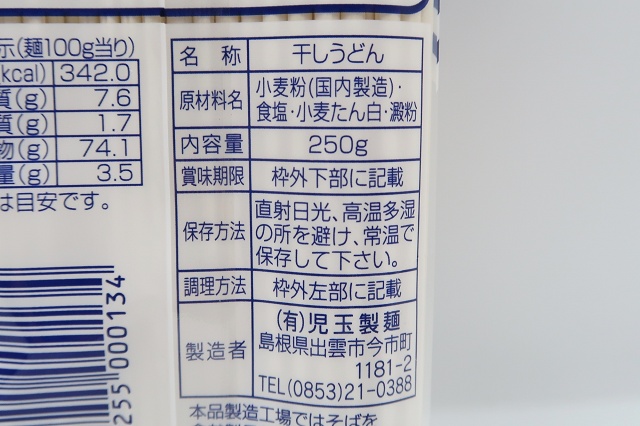 示(麺100g当り)
kcal) 342.0
質(g) 7.6
質(g) 1.7
物(g) 74.1
量(g) 3.5
は目安です。
255 000134
名 称 干しうどん
原材料名 小麦粉(国内製造)・
食塩・小麦たん白・澱粉
内容量 250g
賞味期限 枠外下部に記載
保存方法 直射日光、高温多湿
の所を避け、常温で
保存して下さい。
調理方法 枠外左部に記載
製造者 (有)児玉製麺
島根県出雲市今市町
1181-2
TEL(0853)21-0388
本品製造工場ではそばを